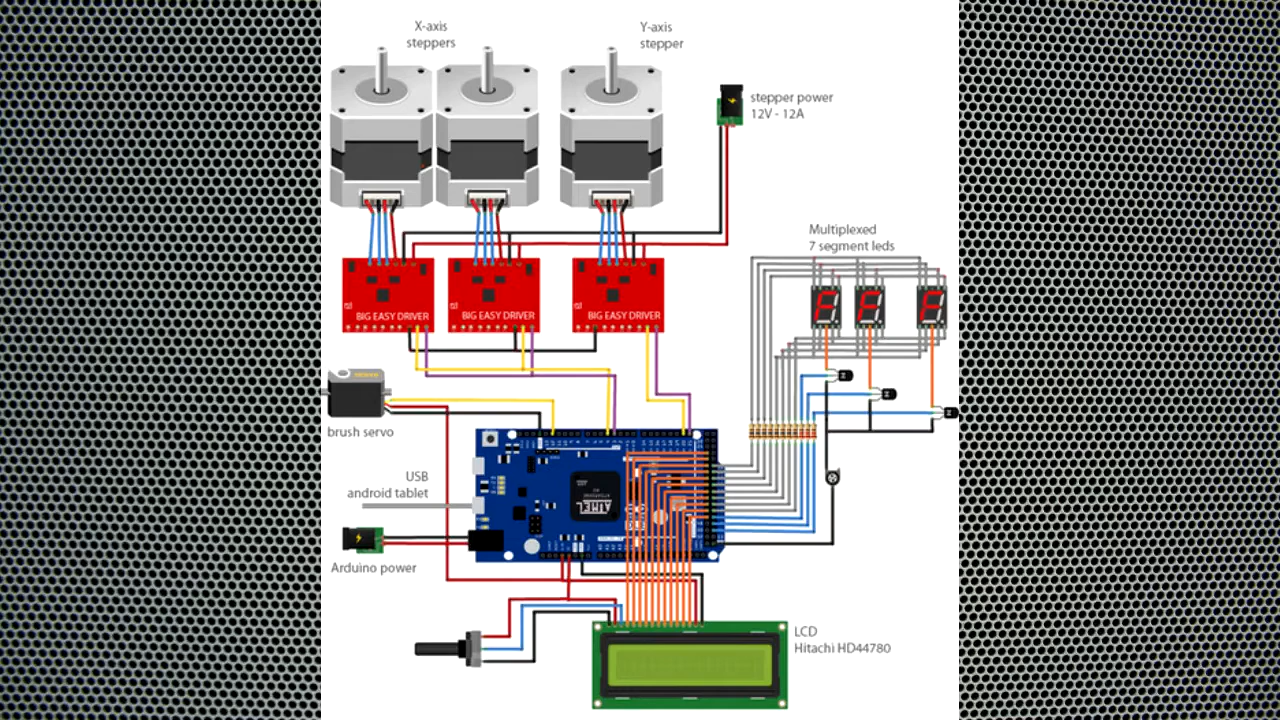 X-axis
steppers
Y-axis
stepper
stepper power
12V - 12A
Multiplexed
7 segment leds
BIG EASY DRIVER
BIG EASY DRIVER
BIG EASY DRIVER
brush servo
USB
android tablet
ATMEL
Arduino power
LCD
Hitachi HD44780